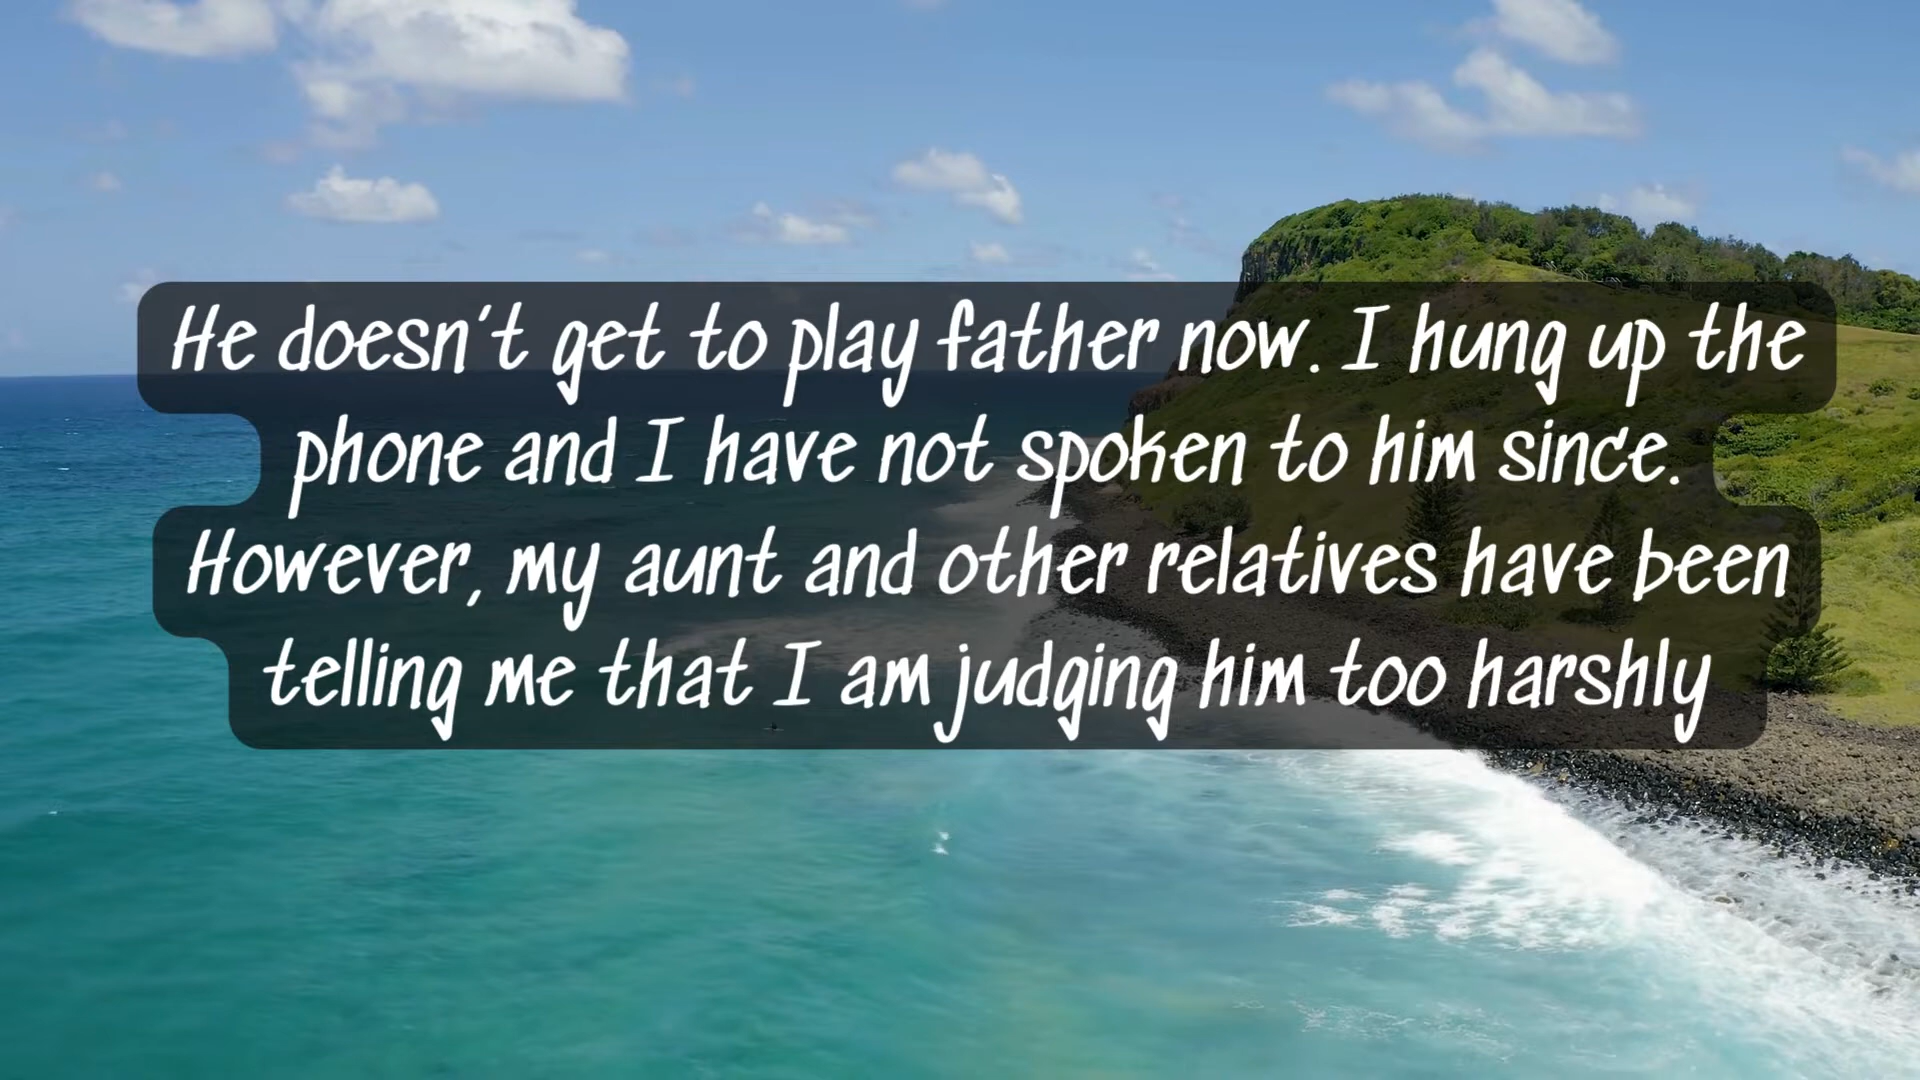 He doesn't get to play father now. I hung up the
phone and I have not spoken to him since.
However, my aunt and other relatives have been
telling me that I am judging him too harshly